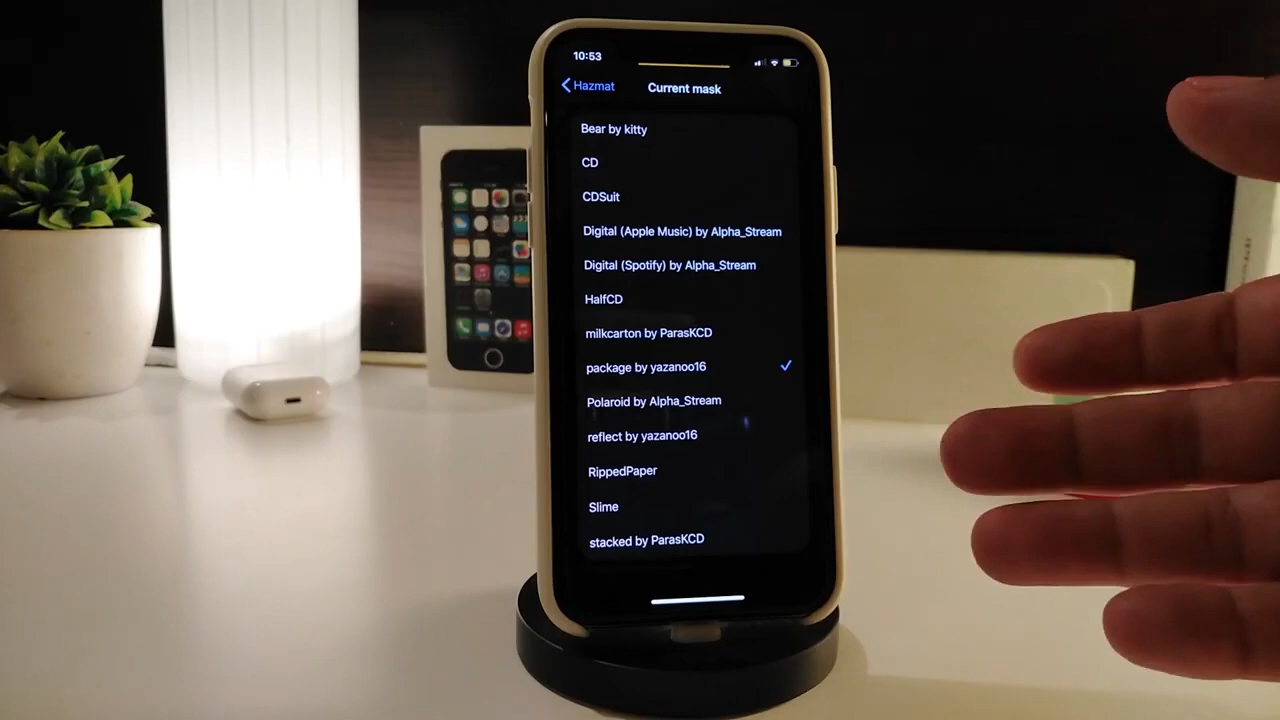 10:53
Hazmat
Current mask
Bear by kitty
CD
CDSuit
Digital (Apple Music) by Alpha_Stream
Digital (Spotify) by Alpha_Stream
HalfCD
milkcarton by ParasKCD
package by yazanoo16
Polaroid by Alpha_Stream
reflect by yazanoo16
RippedPaper
Slime
stacked by ParasKCD